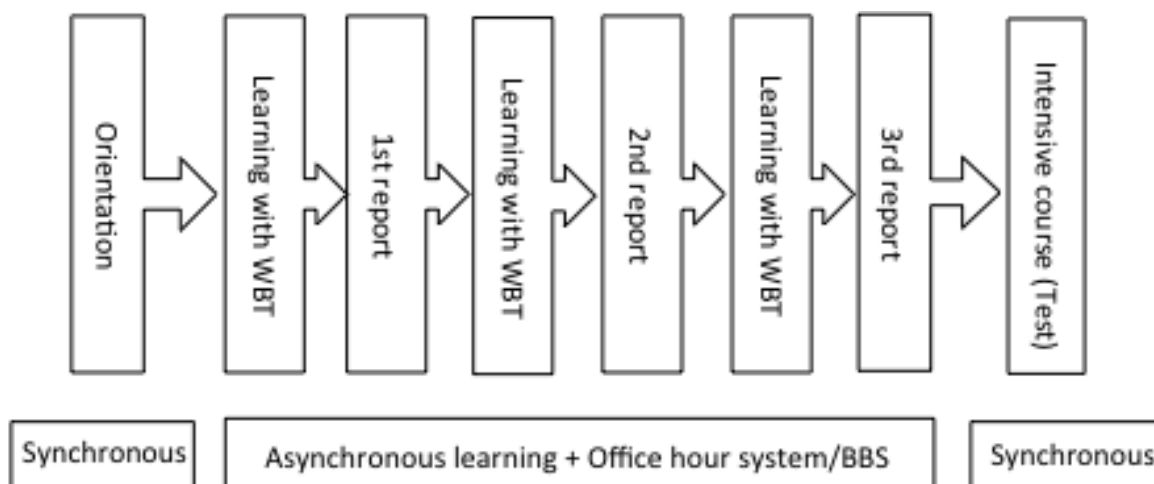 Orientation
Learning with WBT
1st report
Learning with WBT
2nd report
Learning with WBT
3rd report
Intensive course (Test)
Synchronous
Asynchronous learning + Office hour system/BBS
Synchronous